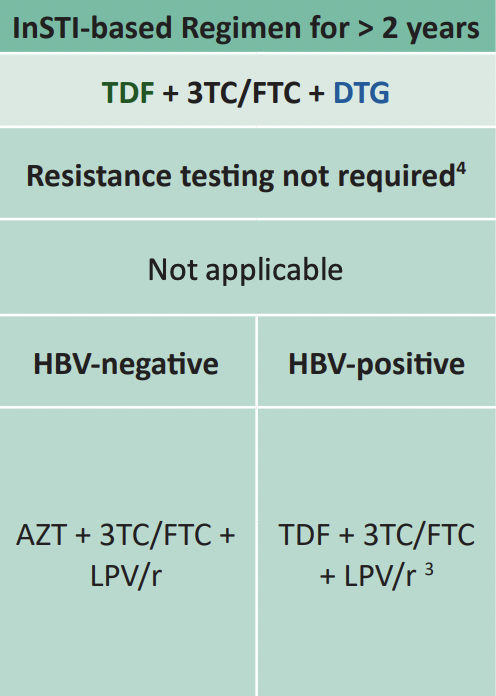 InSTI-based Regimen for > 2 years
TDF + 3TC/FTC + DTG
Resistance testing not required⁴
Not applicable
HBV-negative
HBV-positive
AZT + 3TC/FTC +
LPV/r
TDF + 3TC/FTC
+ LPV/r ³